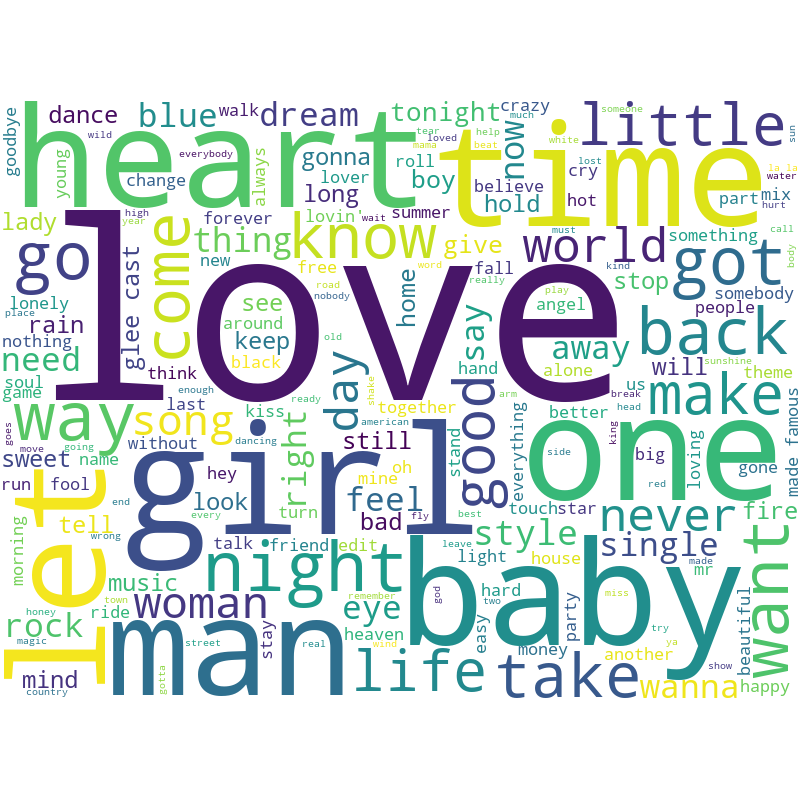 goodbye
dance
blue
walk
dream
tonight
crazy
someone
much
little
sun
heart
time
wild
everybody
young
change
always
gonna
lover
long
mama
tear
loved
help
beat
roll
boy
believe
hold
now
white
lost
cry
hot
part
mix
la la
water
hurt
lady
high
year
come
forever
lovin'
wait
summer
thing
know
give
must
world
something
call
body
go
new
free
word
fall
kind
got
love
lonely
place
glee cast
see
road
nobody
home
really
play
angel
stop
people
somebody
rain
nothing
around
keep
old
say
away
back
sunshine
need
think
black
hand
alone
will
theme
soul
game
shake
arm
us
break
make
way
song
last
kiss
enough
ready
day
together
good
better
head
made famous
goes
move
going
without
dancing
right
american
still
stand
everything
one
side
king
big
loving
gone
sweet
name
girl
hey
mine
oh
run
fool
look
feel
red
let
tell
end
every
turn
bad
fly
best
touch
star
never
fire
morning
wrong
talk
friend
edit
leave
style
light
house
single
made
mr
want
music
night
remember
god
baby
hard
two
miss
beautiful
honey
town
ride
woman
eye
easy
party
try
ya
rock
magic
man
stay
street
real
heaven
wind
money
another
show
mind
country
gotta
life
take
wanna
happy